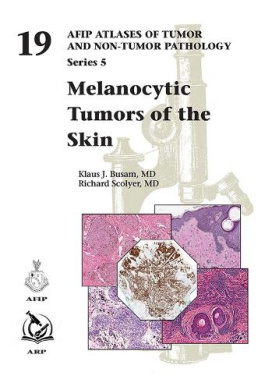 19
AFIP ATLASES OF TUMOR
AND NON-TUMOR PATHOLOGY
Series 5
Melanocytic
Tumors of the
Skin
Klaus J. Busam, MD
Richard Scolyer, MD
AFIP
ARP